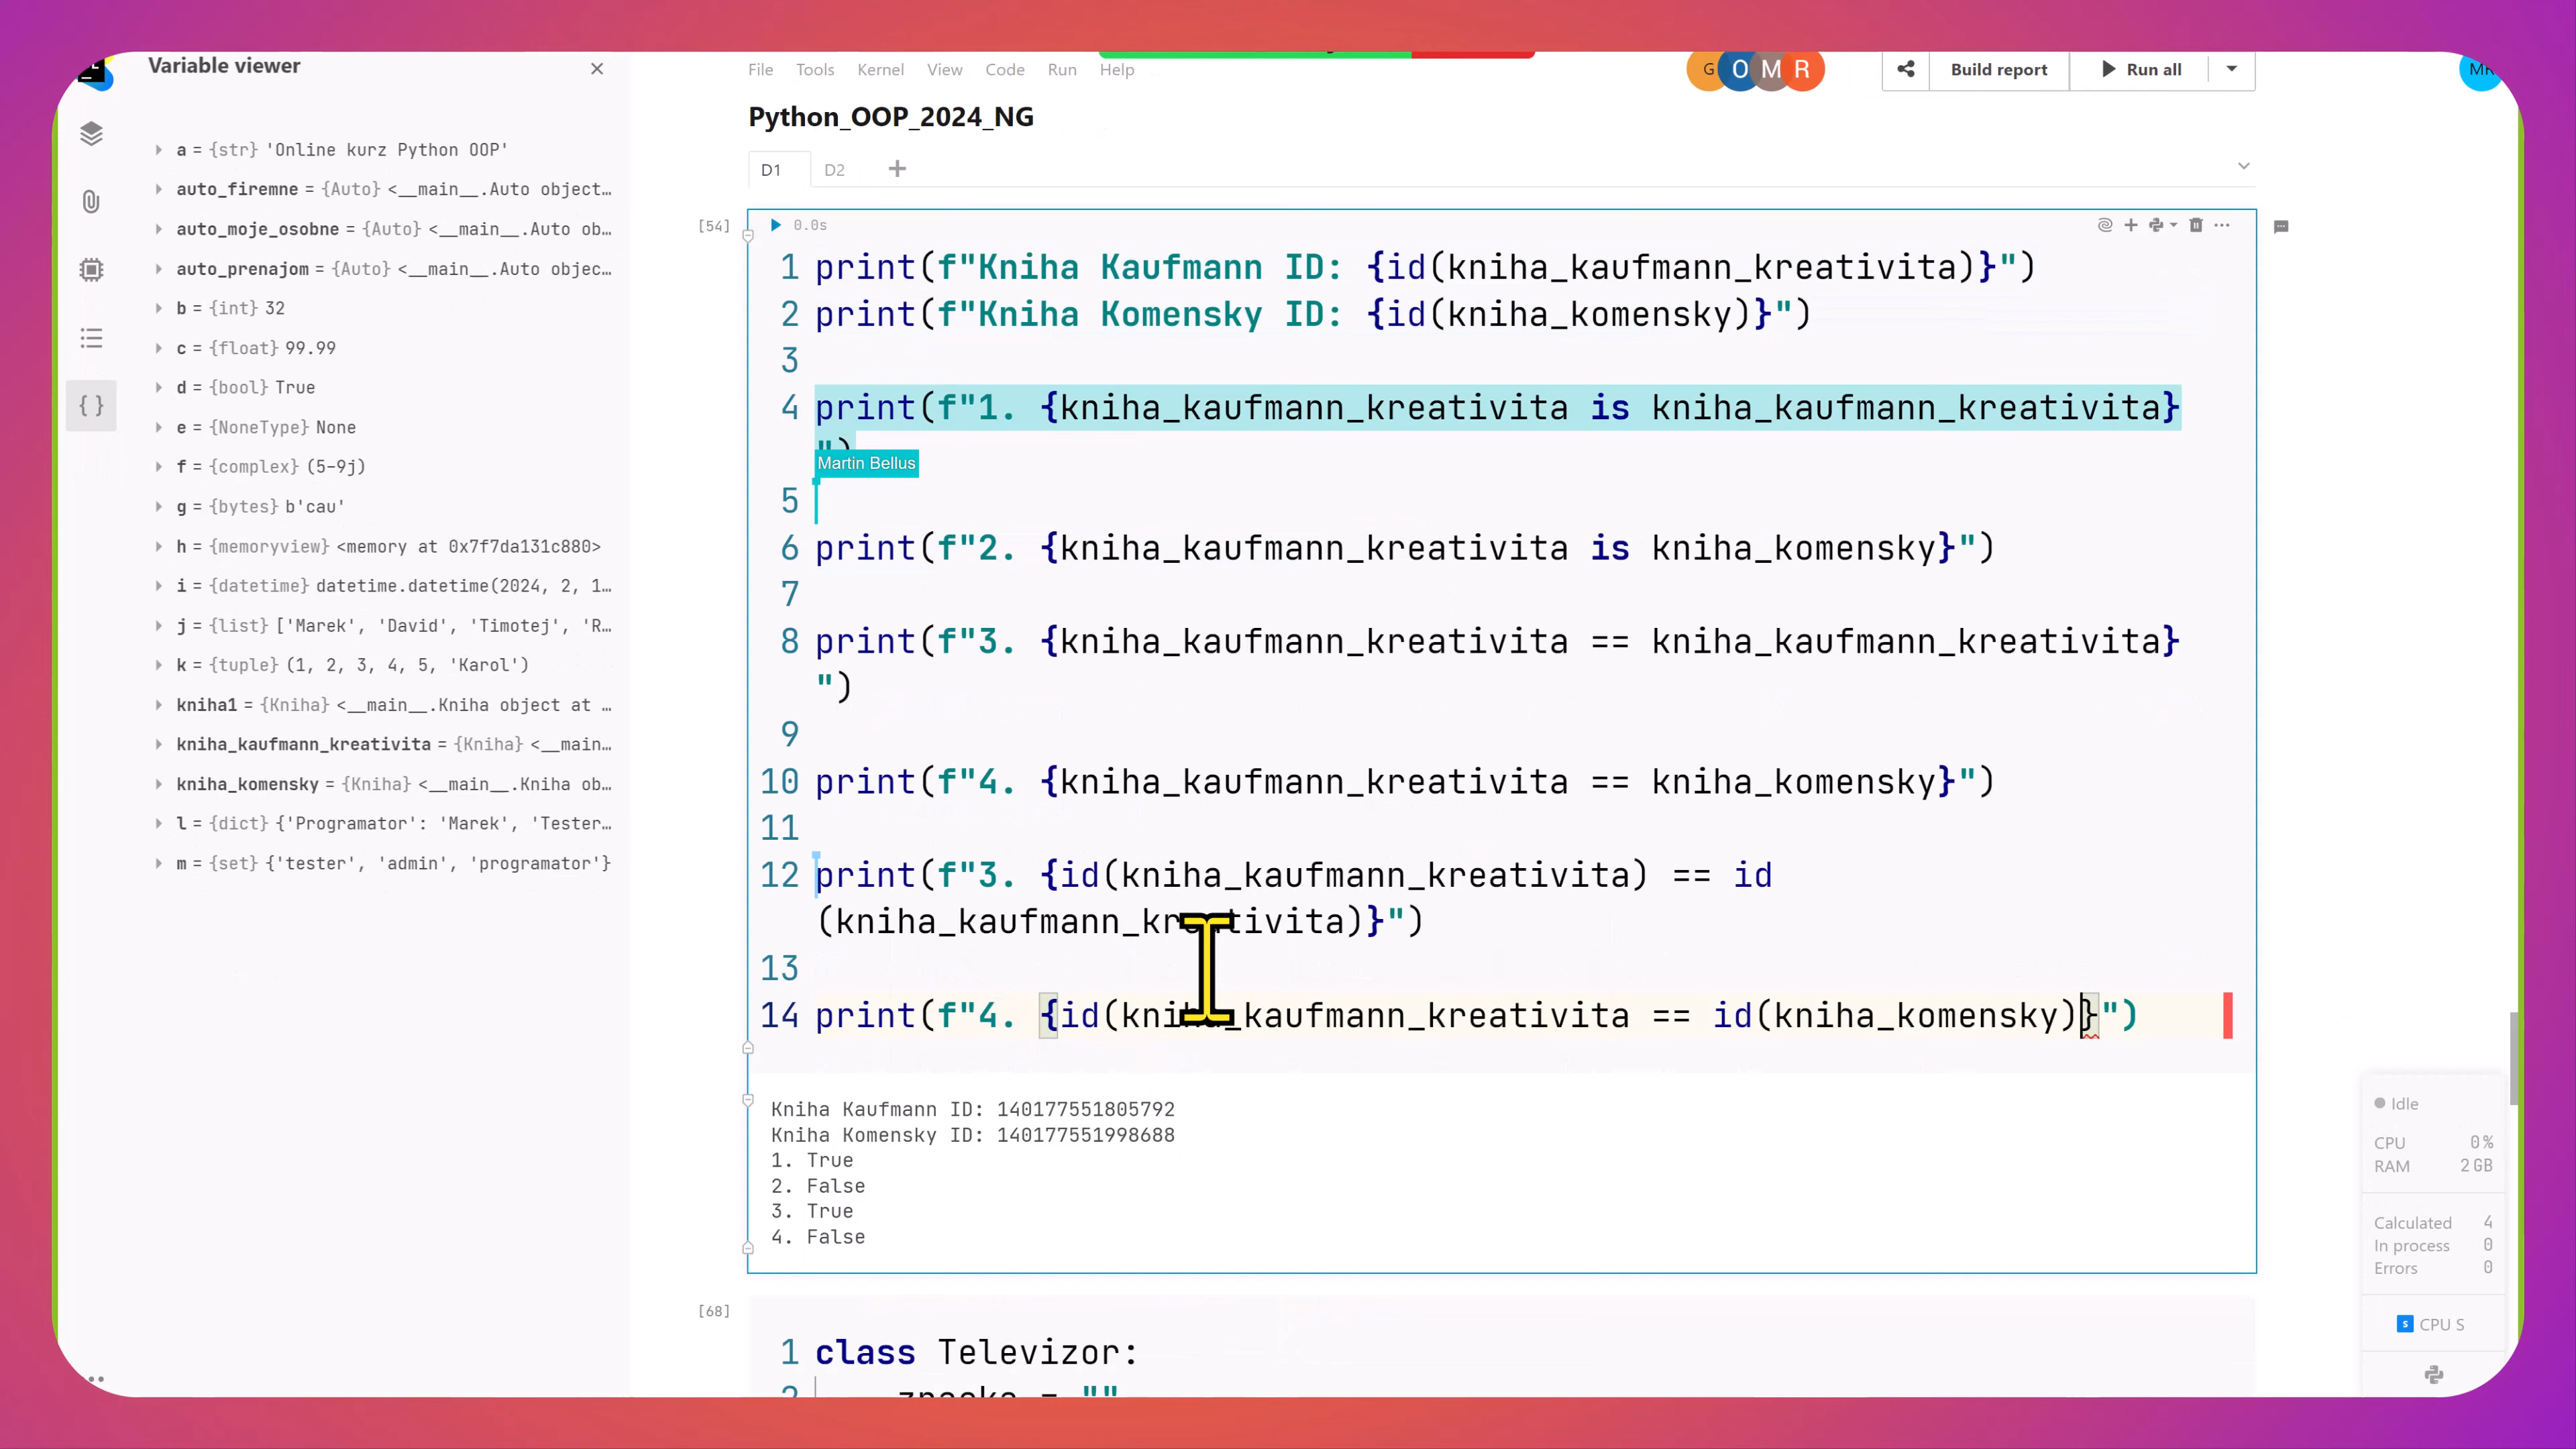 Variable viewer
File Tools Kernel View Code Run Help
G O M R
Build report
Run all
Python_OOP_2024_NG
D1 D2
a = {str} 'Online kurz Python OOP'
auto_firemne = {Auto} <__main__.Auto object…
auto_moje_osobne = {Auto} <__main__.Auto ob…
auto_prenajom = {Auto} <__main__.Auto objec…
b = {int} 32
c = {float} 99.99
d = {bool} True
e = {NoneType} None
f = {complex} (5-9j)
g = {bytes} b'cau'
h = {memoryview} <memory at 0x7f7da131c880>
i = {datetime} datetime.datetime(2024, 2, 1…
j = {list} ['Marek', 'David', 'Timotej', 'R…
k = {tuple} (1, 2, 3, 4, 5, 'Karol')
kniha1 = {Kniha} <__main__.Kniha object at …
kniha_kaufmann_kreativita = {Kniha} <__main…
kniha_komensky = {Kniha} <__main__.Kniha ob…
l = {dict} {'Programator': 'Marek', 'Tester…
m = {set} {'tester', 'admin', 'programator'}
[54]
0.0s
1 print(f"Kniha Kaufmann ID: {id(kniha_kaufmann_kreativita)}")
2 print(f"Kniha Komensky ID: {id(kniha_komensky)}")
3
4 print(f"1. {kniha_kaufmann_kreativita is kniha_kaufmann_kreativita}
")
Martin Bellus
5
6 print(f"2. {kniha_kaufmann_kreativita is kniha_komensky}")
7
8 print(f"3. {kniha_kaufmann_kreativita == kniha_kaufmann_kreativita}
")
9
10 print(f"4. {kniha_kaufmann_kreativita == kniha_komensky}")
11
12 print(f"3. {id(kniha_kaufmann_kreativita) == id
(kniha_kaufmann_kreativita)}")
13
14 print(f"4. {id(kniha_kaufmann_kreativita == id(kniha_komensky)}")
Kniha Kaufmann ID: 140177551805792
Kniha Komensky ID: 140177551998688
1. True
2. False
3. True
4. False
[68]
1 class Televizor:
Idle
CPU 0%
RAM 2GB
Calculated 4
In process 0
Errors 0
S CPU S